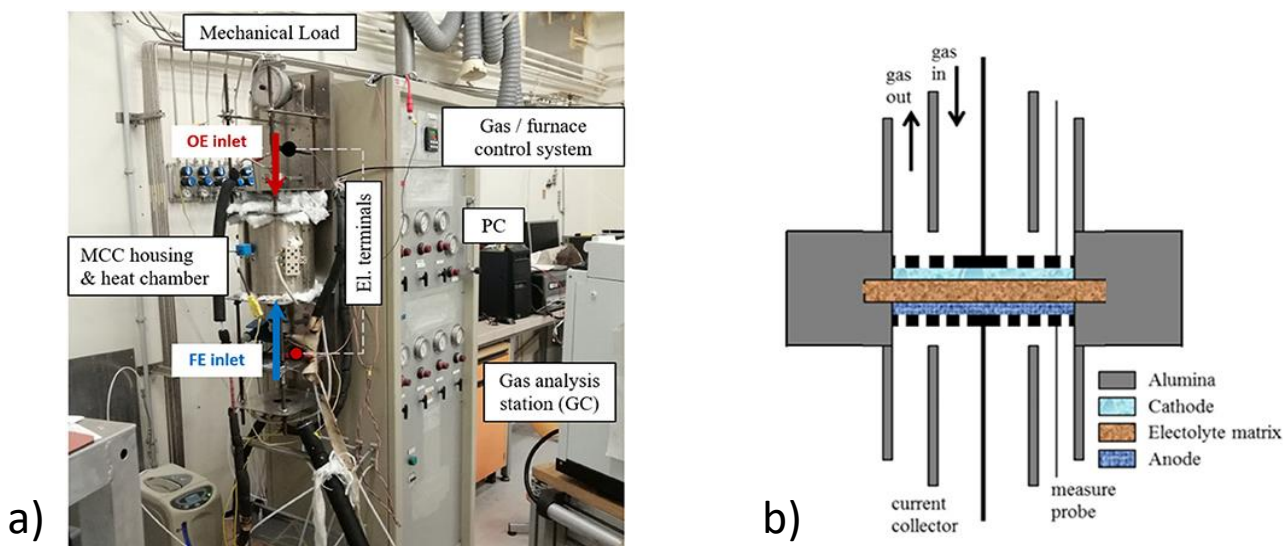 Mechanical Load
OE inlet
Gas / furnace
control system
El. terminals
PC
MCC housing
& heat chamber
FE inlet
Gas analysis
station (GC)
a)
gas
out
gas
in
Alumina
Cathode
Electolyte matrix
Anode
current
collector
measure
probe
b)